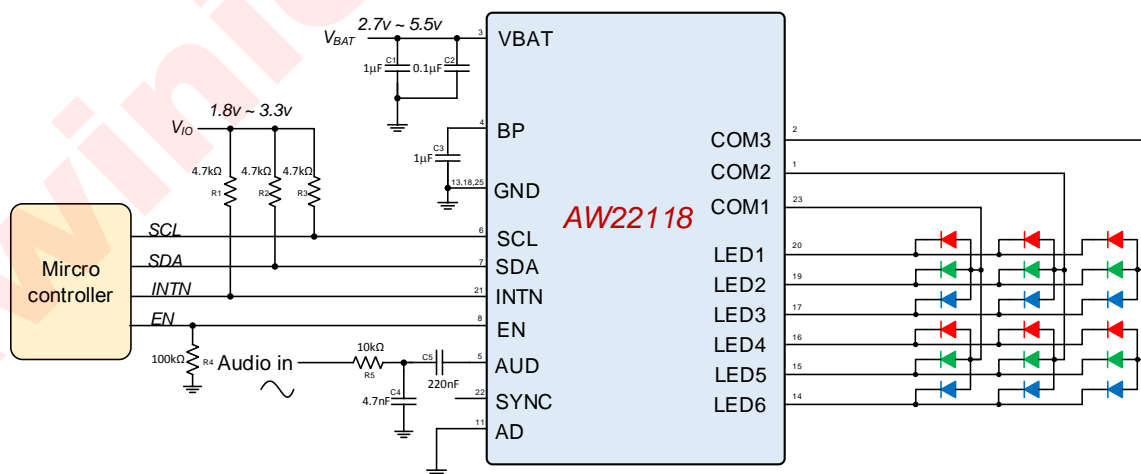 2.7v ~ 5.5v
VBAT
3
VBAT
C1
1μF
0.1μF
C2
1.8v ~ 3.3v
VIO
4
BP
C3
1μF
4.7kΩ
4.7kΩ
4.7kΩ
R1
R2
R3
13,18,25
GND
AW22118
COM3
2
COM2
1
COM1
23
Mircro
controller
SCL
6
SCL
SDA
7
SDA
INTN
21
INTN
EN
8
EN
LED1
20
LED2
19
LED3
17
LED4
16
LED5
15
LED6
14
100kΩ
R4
Audio in
10kΩ
R5
C5
220nF
5
AUD
C4
4.7nF
22
SYNC
11
AD